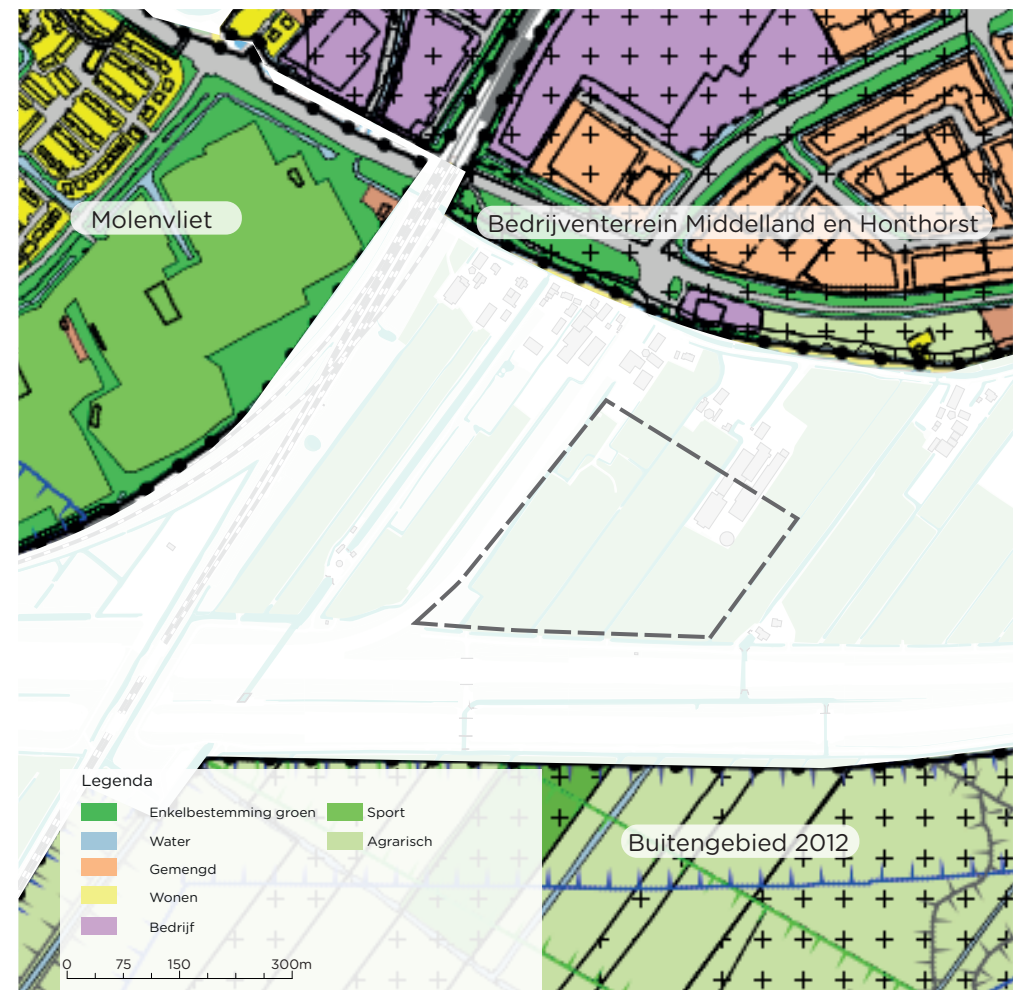 Molenvliet
Bedrijventerrein Middelland en Honthorst
Buitengebied 2012
Legenda
Enkelbestemming groen
Water
Gemengd
Wonen
Bedrijf
Sport
Agrarisch
0 75 150 300m